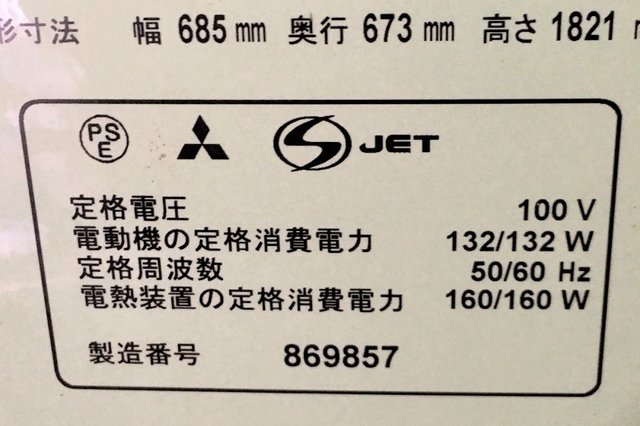 形寸法 幅 685 mm 奥行 673 mm 高さ 1821
PS
E
JET
定格電圧 100 V
電動機の定格消費電力 132/132 W
定格周波数 50/60 Hz
電熱装置の定格消費電力 160/160 W
製造番号 869857